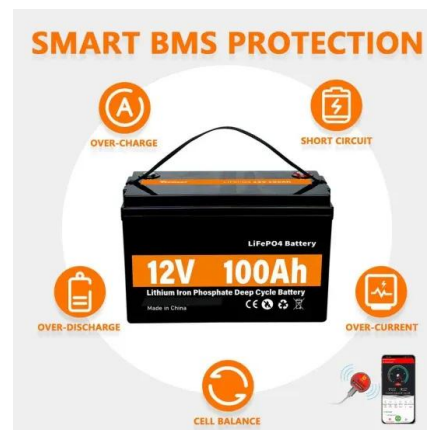 SMART BMS PROTECTION
A
OVER-CHARGE
SHORT CIRCUIT
LiFePO4 Battery
12V 100Ah
Lithium Iron Phosphate Deep Cycle Battery
Made in China
CE
OVER-DISCHARGE
OVER-CURRENT
CELL BALANCE